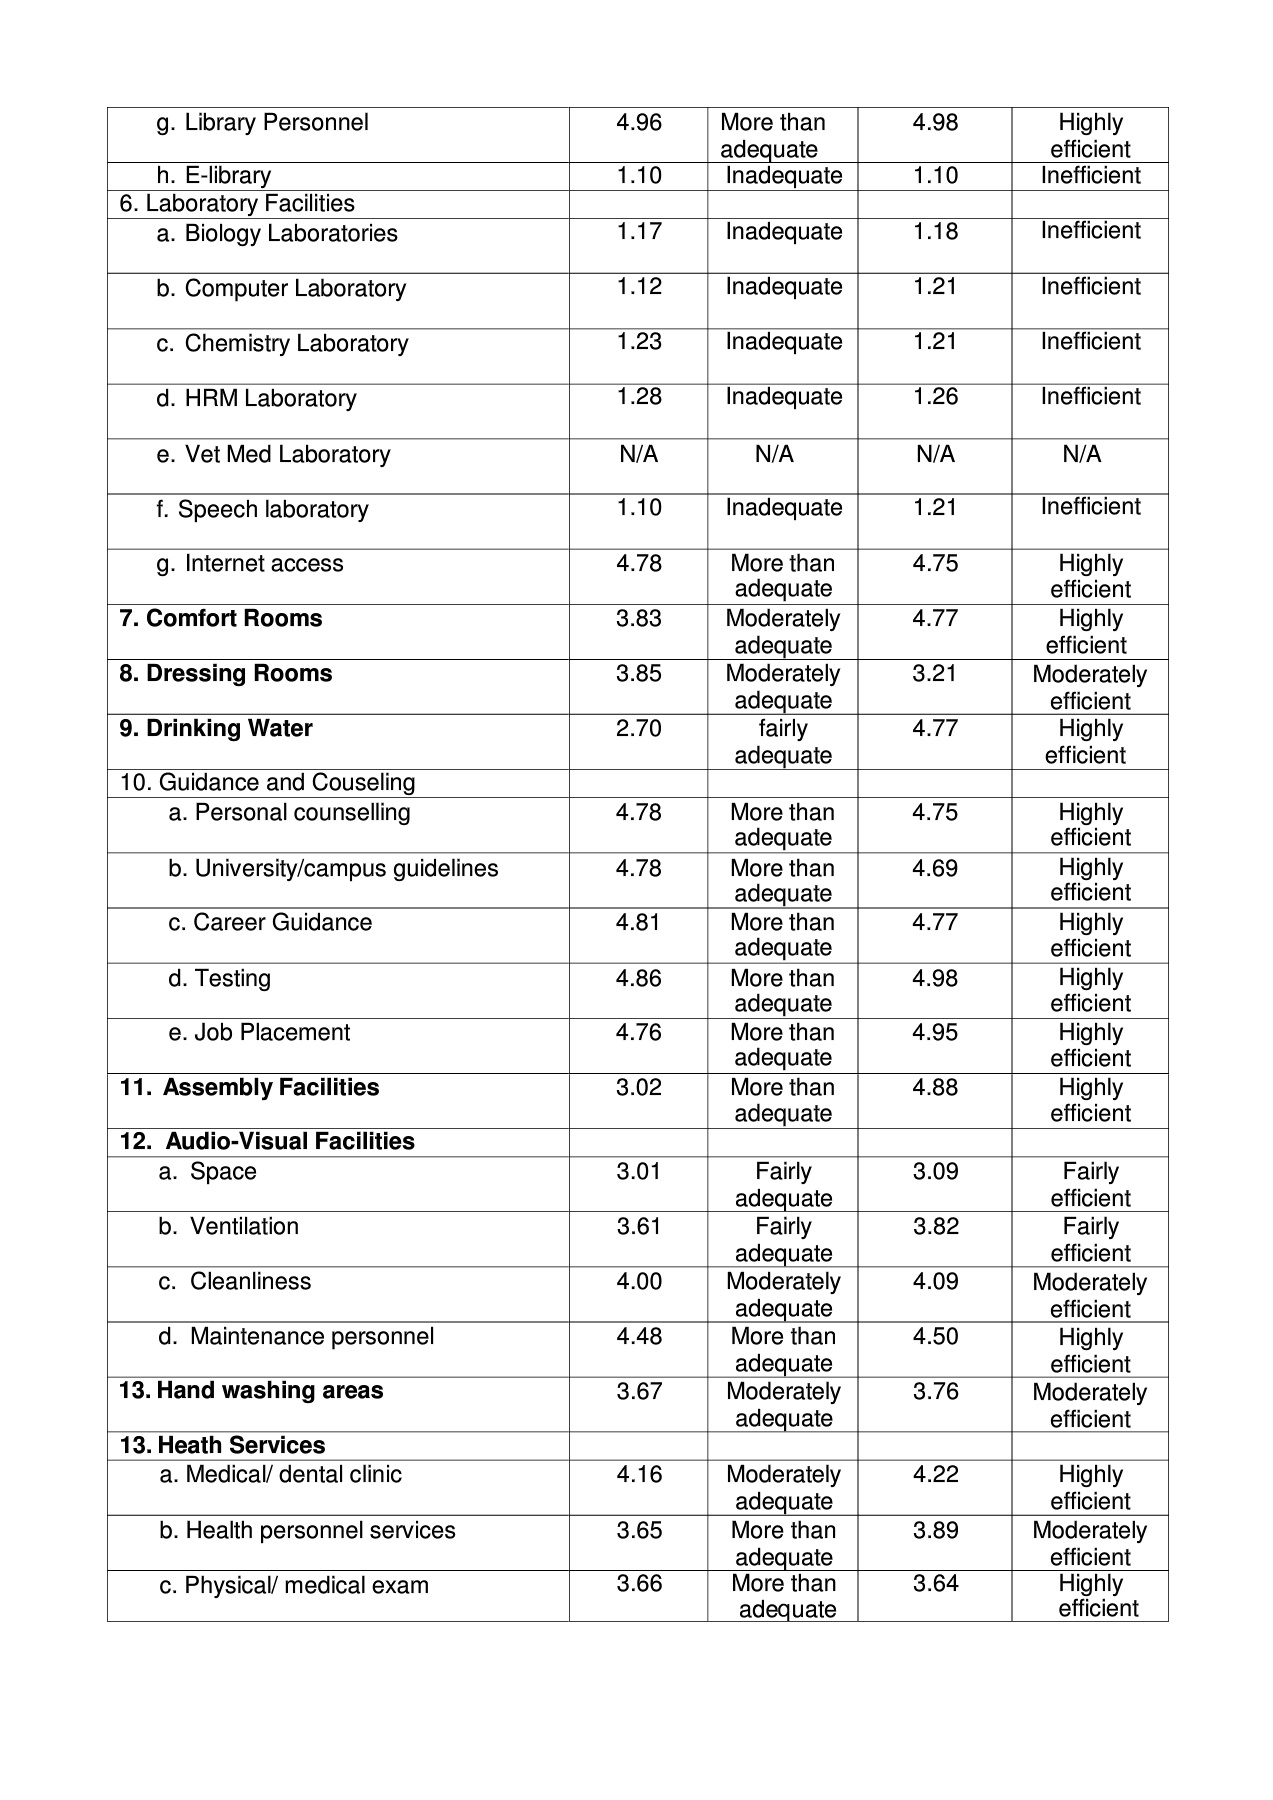 g. Library Personnel 4.96 More than 4.98 Highly
adequate efficient
h. E-library 1.10 Inadequate 1.10 Inefficient
6. Laboratory Facilities
a. Biology Laboratories 1.17 Inadequate 1.18 Inefficient
b. Computer Laboratory 1.12 Inadequate 1.21 Inefficient
c. Chemistry Laboratory 1.23 Inadequate 1.21 Inefficient
d. HRM Laboratory 1.28 Inadequate 1.26 Inefficient
e. Vet Med Laboratory N/A N/A N/A N/A
f. Speech laboratory 1.10 Inadequate 1.21 Inefficient
g. Internet access 4.78 More than 4.75 Highly
adequate efficient
7. Comfort Rooms 3.83 Moderately 4.77 Highly
adequate efficient
8. Dressing Rooms 3.85 Moderately 3.21 Moderately
adequate efficient
9. Drinking Water 2.70 fairly 4.77 Highly
adequate efficient
10. Guidance and Couseling
a. Personal counselling 4.78 More than 4.75 Highly
adequate efficient
b. University/campus guidelines 4.78 More than 4.69 Highly
adequate efficient
c. Career Guidance 4.81 More than 4.77 Highly
adequate efficient
d. Testing 4.86 More than 4.98 Highly
adequate efficient
e. Job Placement 4.76 More than 4.95 Highly
adequate efficient
11. Assembly Facilities 3.02 More than 4.88 Highly
adequate efficient
12. Audio-Visual Facilities
a. Space 3.01 Fairly 3.09 Fairly
adequate efficient
b. Ventilation 3.61 Fairly 3.82 Fairly
adequate efficient
c. Cleanliness 4.00 Moderately 4.09 Moderately
adequate efficient
d. Maintenance personnel 4.48 More than 4.50 Highly
adequate efficient
13. Hand washing areas 3.67 Moderately 3.76 Moderately
adequate efficient
13. Heath Services
a. Medical/ dental clinic 4.16 Moderately 4.22 Highly
adequate efficient
b. Health personnel services 3.65 More than 3.89 Moderately
adequate efficient
c. Physical/ medical exam 3.66 More than 3.64 Highly
adequate efficient